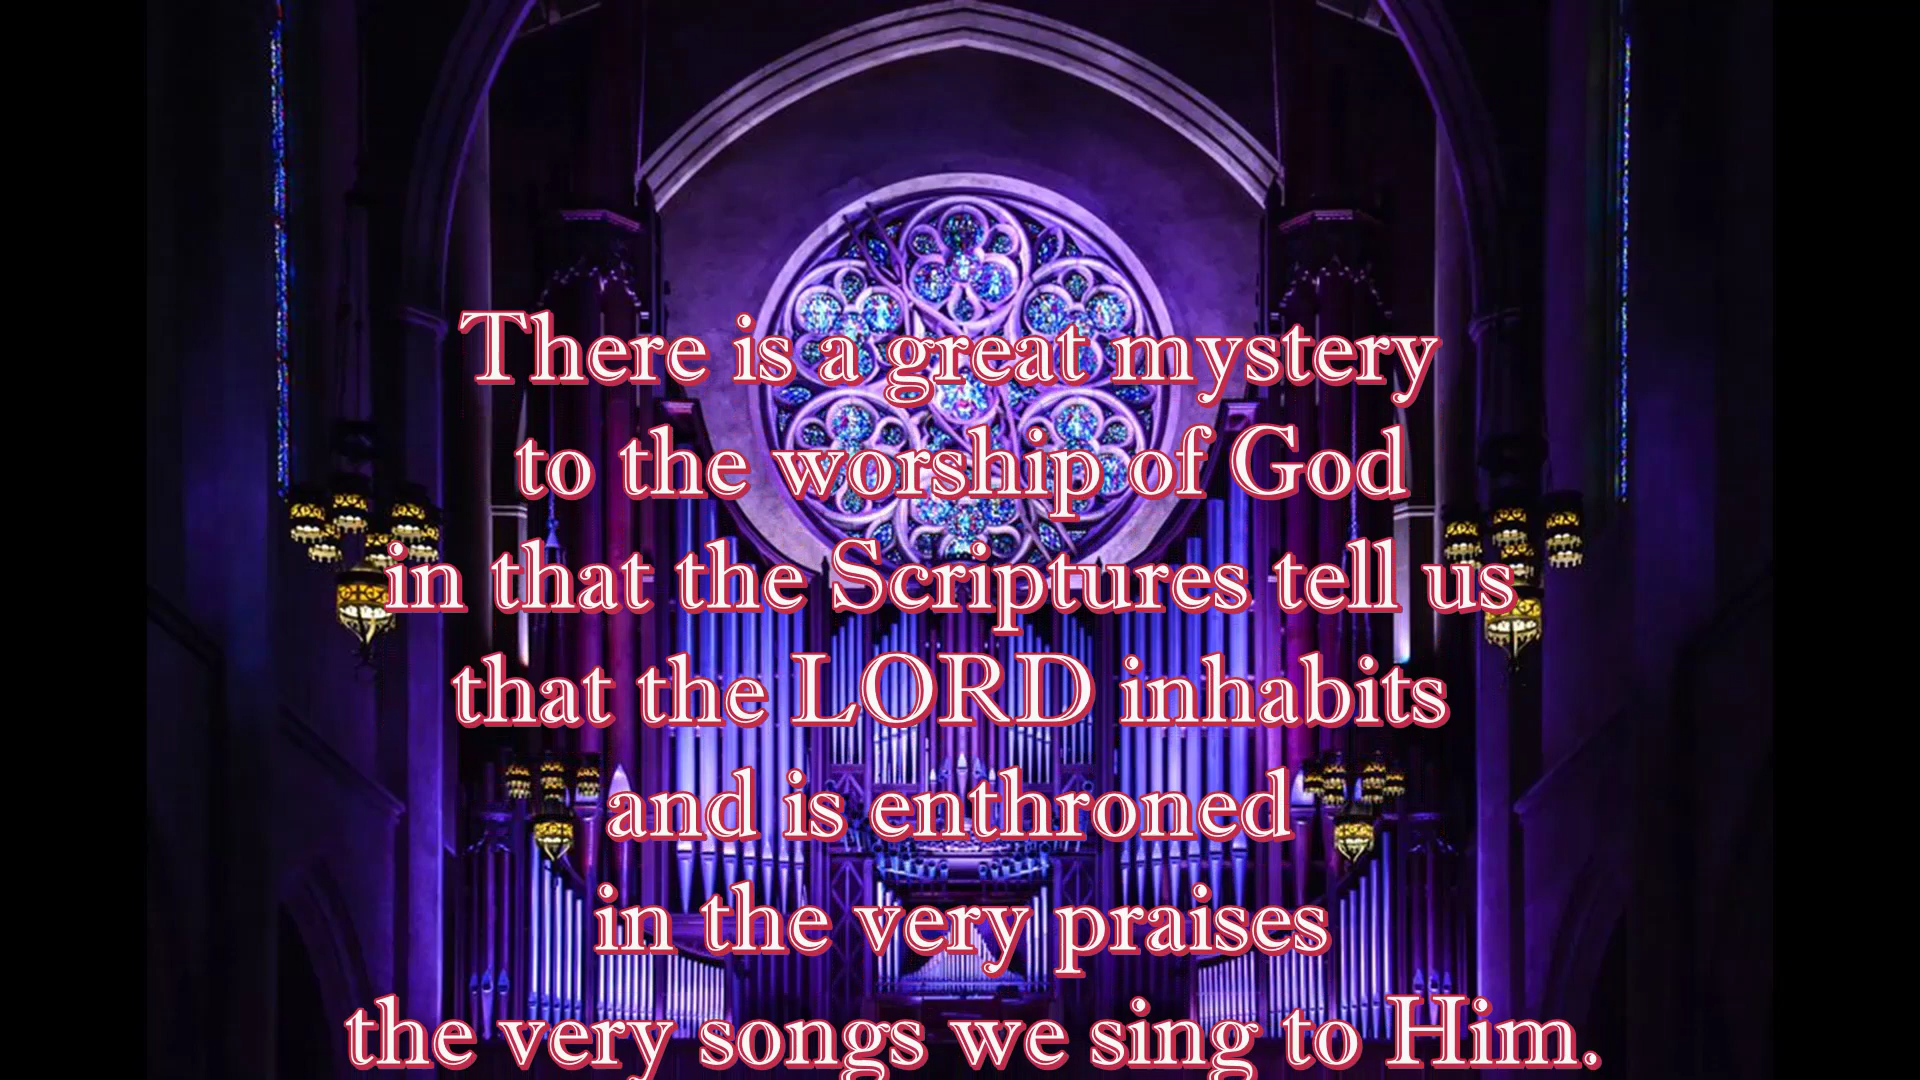 There is a great mystery
to the worship of God
in that the Scriptures tell us
that the LORD inhabits
and is enthroned
in the very praises
the very songs we sing to Him.